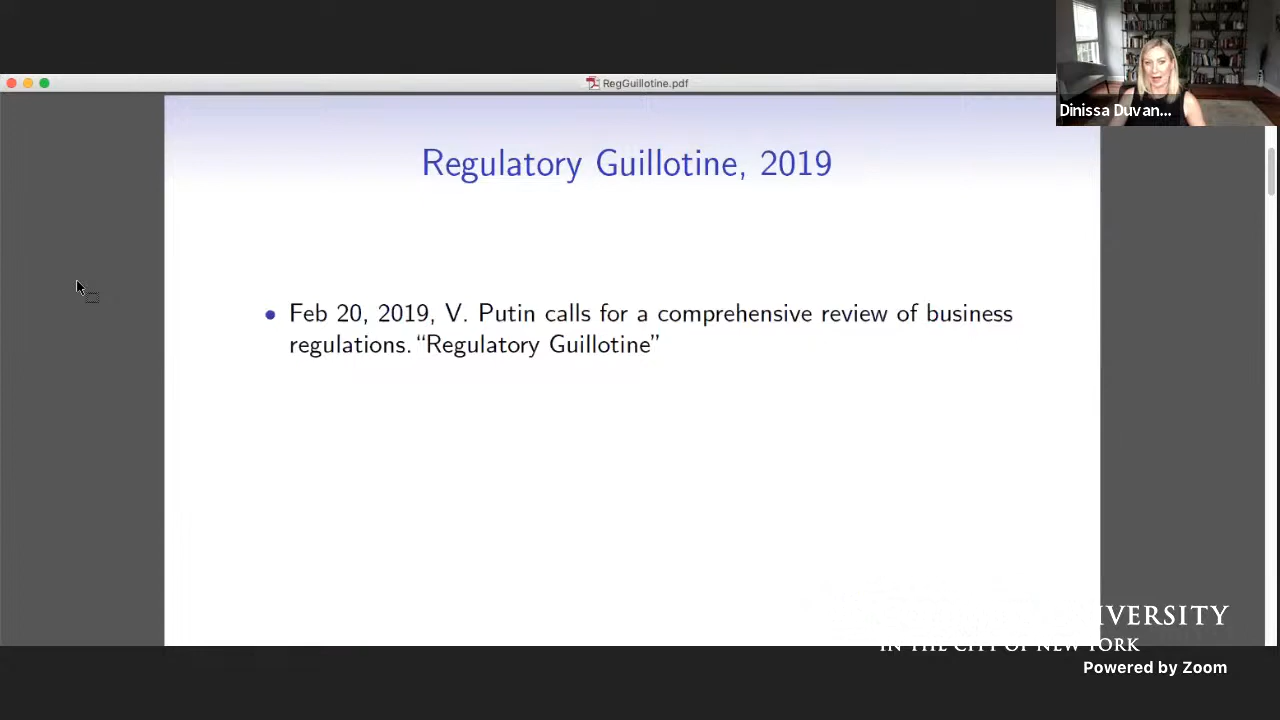 RegGuillotine.pdf
Dinissa Duvan...
Regulatory Guillotine, 2019
• Feb 20, 2019, V. Putin calls for a comprehensive review of business
regulations. “Regulatory Guillotine”
IVERSITY
IN THE CITY OF NEW YORK
Powered by Zoom